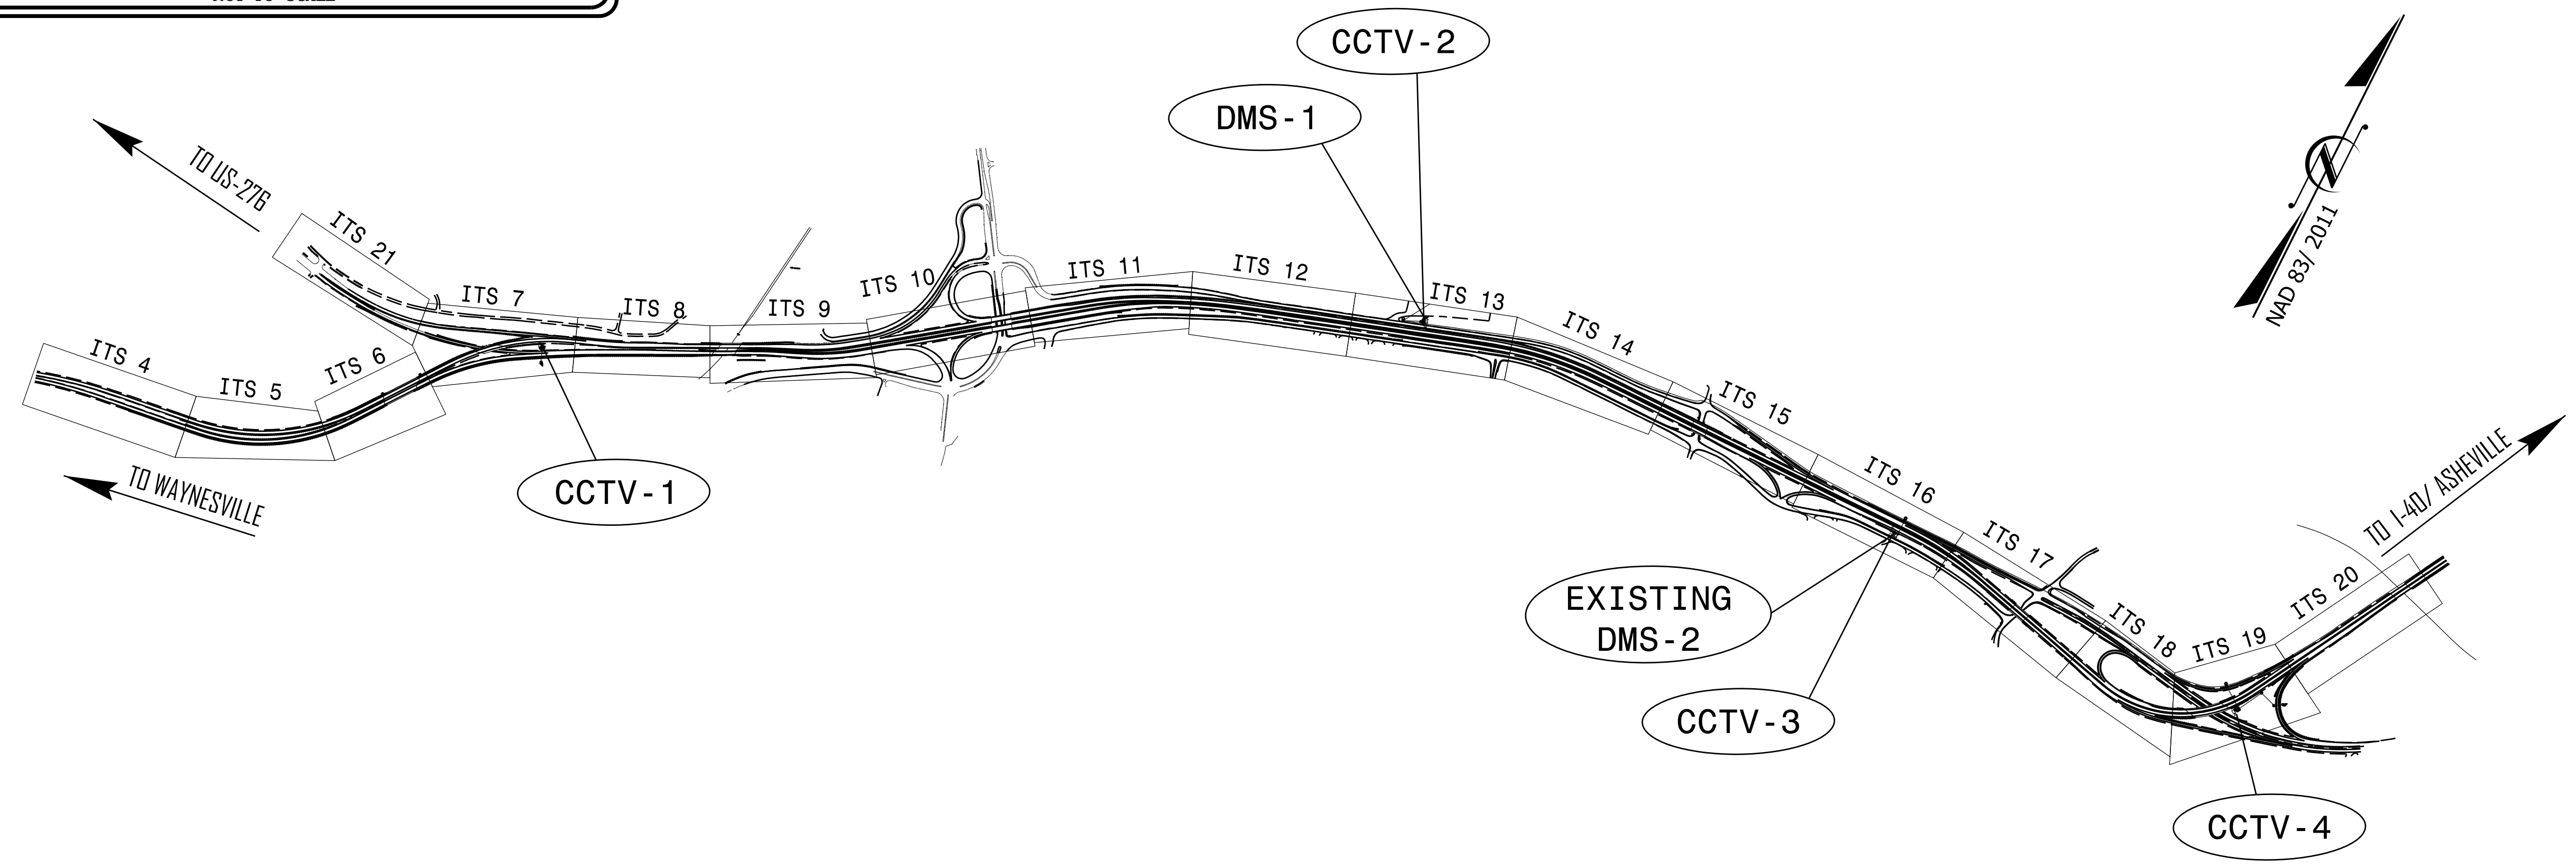 CCTV-2
DMS-1
TO US-276
NAD 83/ 2011
ITS 21
ITS 7
ITS 8
ITS 9
ITS 10
ITS 11
ITS 12
ITS 13
ITS 14
ITS 4
ITS 5
ITS 6
ITS 15
ITS 16
ITS 17
TO I-40/ ASHEVILLE
TO WAYNESVILLE
CCTV-1
ITS 18
ITS 19
ITS 20
EXISTING
DMS-2
CCTV-3
CCTV-4